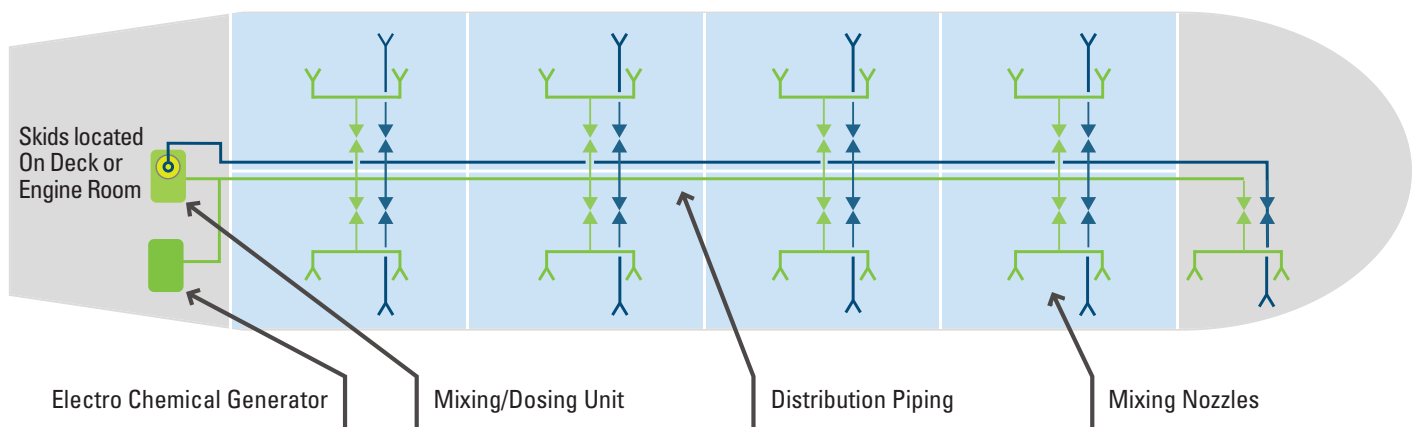 Skids located
On Deck or
Engine Room
Electro Chemical Generator
Mixing/Dosing Unit
Distribution Piping
Mixing Nozzles